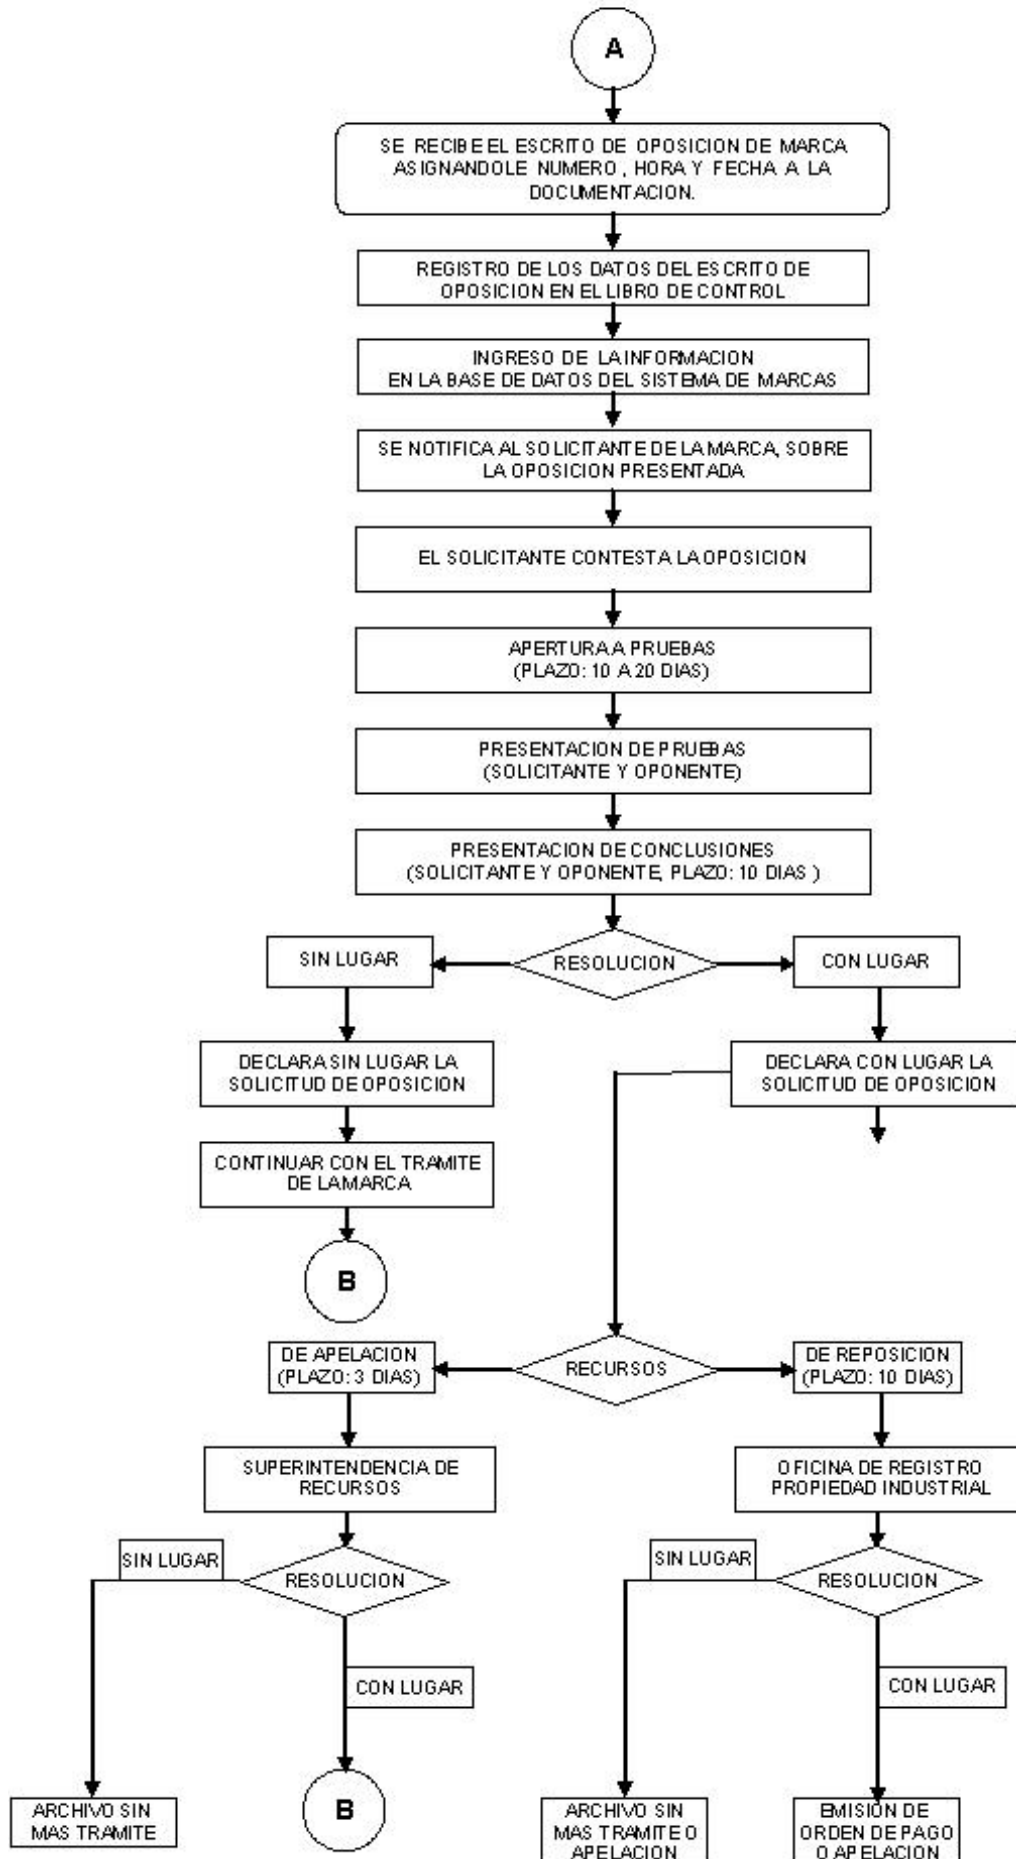 A
SE RECIBE EL ESCRITO DE OPOSICION DE MARCA
ASIGNANDOLE NUMERO, HORA Y FECHA A LA
DOCUMENTACION.
REGISTRO DE LOS DATOS DEL ESCRITO DE
OPOSICION EN EL LIBRO DE CONTROL
INGRESO DE LA INFORMACION
EN LA BASE DE DATOS DEL SISTEMA DE MARCAS
SE NOTIFICA AL SOLICITANTE DE LA MARCA, SOBRE
LA OPOSICION PRESENTADA
EL SOLICITANTE CONTESTA LA OPOSICION
APERTURA A PRUEBAS
(PLAZO: 10 A 20 DIAS)
PRESENTACION DE PRUEBAS
(SOLICITANTE Y OPONENTE)
PRESENTACION DE CONCLUSIONES
(SOLICITANTE Y OPONENTE, PLAZO: 10 DIAS )
SIN LUGAR
RESOLUCION
CON LUGAR
DECLARA SIN LUGAR LA
SOLICITUD DE OPOSICION
DECLARA CON LUGAR LA
SOLICITUD DE OPOSICION
CONTINUAR CON EL TRAMITE
DE LA MARCA
B
DE APELACION
(PLAZO: 3 DIAS)
RECURSOS
DE REPOSICION
(PLAZO: 10 DIAS)
SUPERINTENDENCIA DE
RECURSOS
OFICINA DE REGISTRO
PROPIEDAD INDUSTRIAL
SIN LUGAR
RESOLUCION
SIN LUGAR
RESOLUCION
CON LUGAR
CON LUGAR
ARCHIVO SIN
MAS TRAMITE
B
ARCHIVO SIN
MAS TRAMITE O
APELACION
EMISION DE
ORDEN DE PAGO
O APELACION